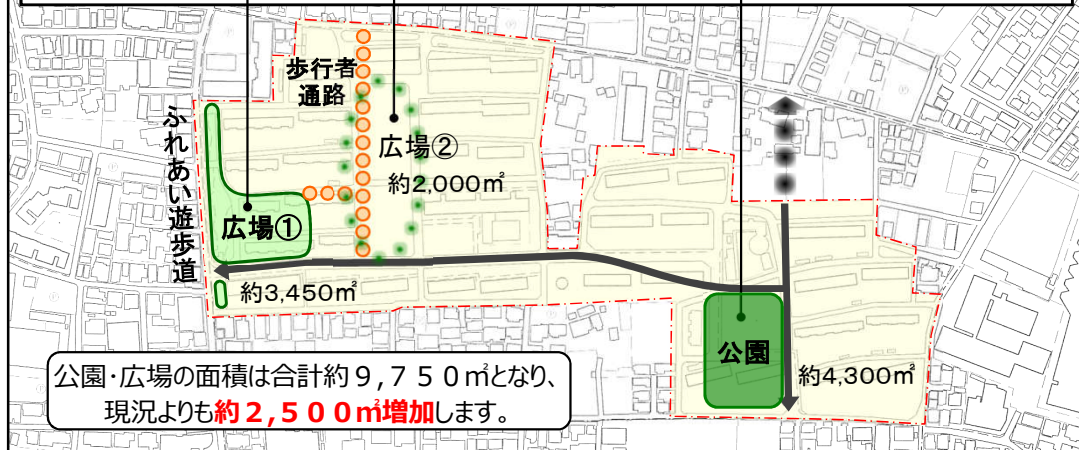 歩行者
通路
ふれあい遊歩道
広場②
約2,000㎡
広場①
約3,450㎡
公園
約4,300㎡
公園・広場の面積は合計約９,７５０㎡となり、
現況よりも約２,５００㎡増加します。